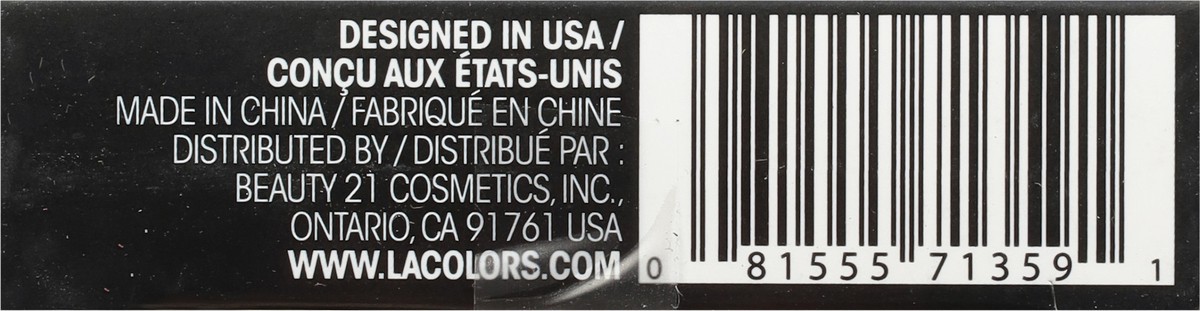 DESIGNED IN USA /
CONÇU AUX ÉTATS-UNIS
MADE IN CHINA / FABRIQUÉ EN CHINE
DISTRIBUTED BY / DISTRIBUÉ PAR :
BEAUTY 21 COSMETICS, INC.,
ONTARIO, CA 91761 USA
WWW.LACOLORS.COM
0 81555 71359 1